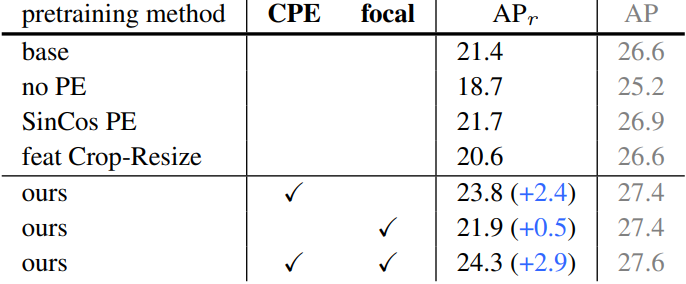 pretraining method CPE focal APr AP
base 21.4 26.6
no PE 18.7 25.2
SinCos PE 21.7 26.9
feat Crop-Resize 20.6 26.6
ours ✓ 23.8 (+2.4) 27.4
ours ✓ 21.9 (+0.5) 27.4
ours ✓ ✓ 24.3 (+2.9) 27.6